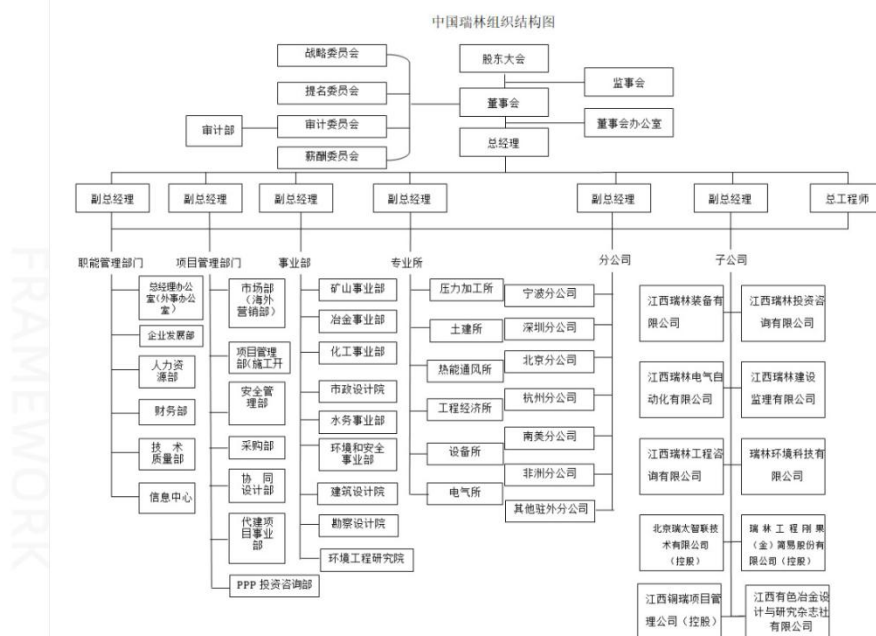 中国瑞林组织结构图
战略委员会
股东大会
监事会
提名委员会
董事会
审计部
审计委员会
董事会办公室
总经理
薪酬委员会
副总经理
副总经理
副总经理
副总经理
副总经理
副总经理
总工程师
职能管理部门
项目管理部门
事业部
专业所
分公司
子公司
总经理办公
室（外事办公
室）
企业发展部
人力资
源部
财务部
技 术
质量部
信息中心
市场部
（海外
营销部）
项目管理
部（施工开
安全管
理部
采购部
协 同
设计部
代建项
目事业
部
PPP 投资咨询部
矿山事业部
冶金事业部
化工事业部
市政设计院
水务事业部
环境和安全
事业部
建筑设计院
勘察设计院
环境工程研究院
压力加工所
土建所
热能通风所
工程经济所
设备所
电气所
宁波分公司
深圳分公司
北京分公司
杭州分公司
南美分公司
非洲分公司
其他驻外分公司
江西瑞林装备有
限公司
江西瑞林投资咨
询有限公司
江西瑞林电气自
动化有限公司
江西瑞林建设
监理有限公司
江西瑞林工程咨
询有限公司
瑞林环境科技有
限公司
北京瑞太智联技
术有限公司
（控股）
瑞林工程刚果
（金）简易股份有
限公司（控股）
江西铜瑞项目管
理公司（控股）
江西有色冶金设
计与研究杂志社
有限公司
FRAMEWORK